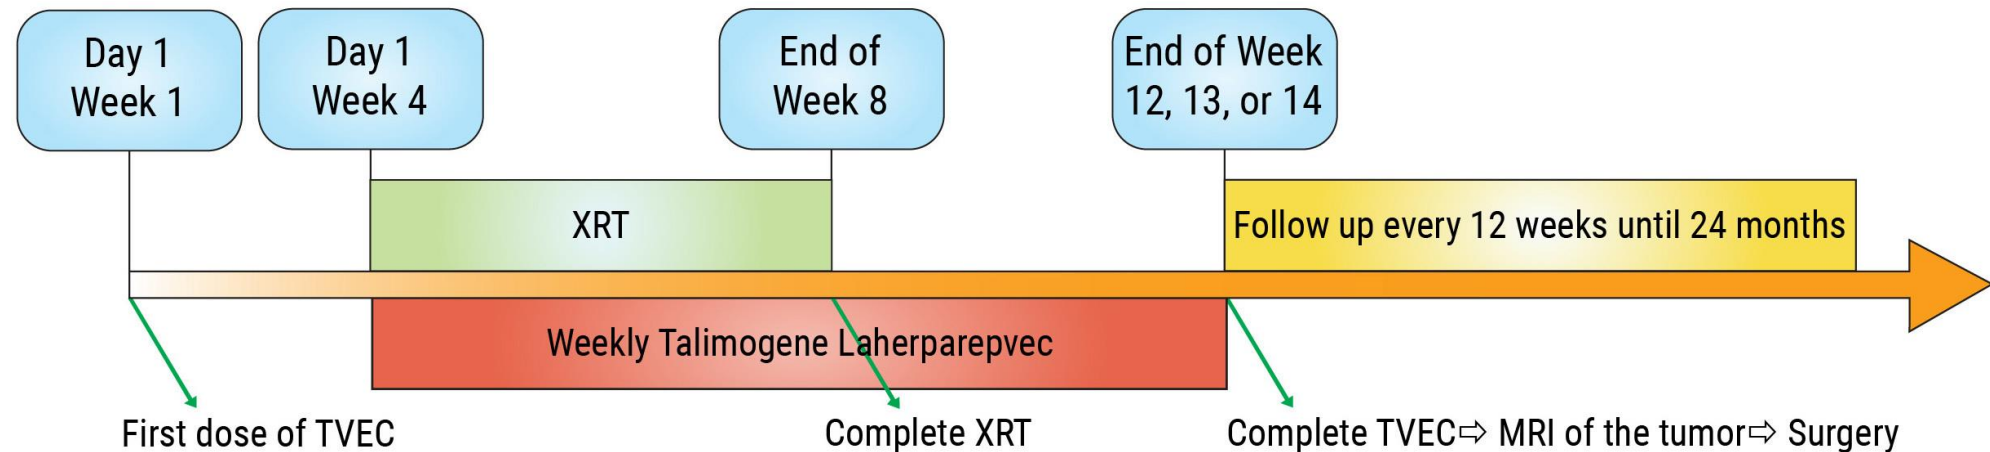 Day 1
Week 1
Day 1
Week 4
End of
Week 8
End of Week
12, 13, or 14
XRT
Follow up every 12 weeks until 24 months
Weekly Talimogene Laherparepvec
First dose of TVEC
Complete XRT
Complete TVEC⇨ MRI of the tumor⇨ Surgery